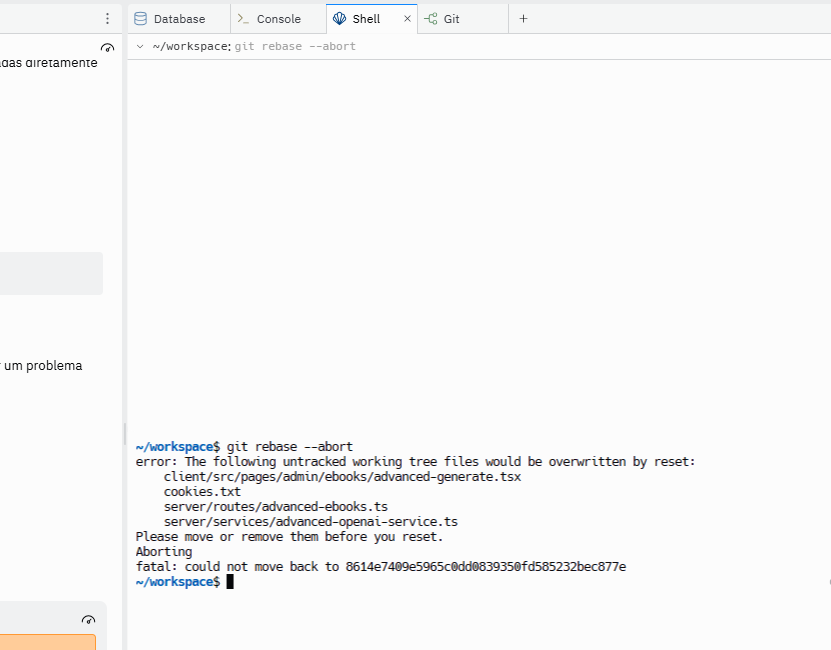 Database
Console
Shell
Git
~/workspace: git rebase --abort
das diretamente
um problema
~/workspace$ git rebase --abort
error: The following untracked working tree files would be overwritten by reset:
client/src/pages/admin/ebooks/advanced-generate.tsx
cookies.txt
server/routes/advanced-ebooks.ts
server/services/advanced-openai-service.ts
Please move or remove them before you reset.
Aborting
fatal: could not move back to 8614e7409e5965c0dd0839350fd585232bec877e
~/workspace$